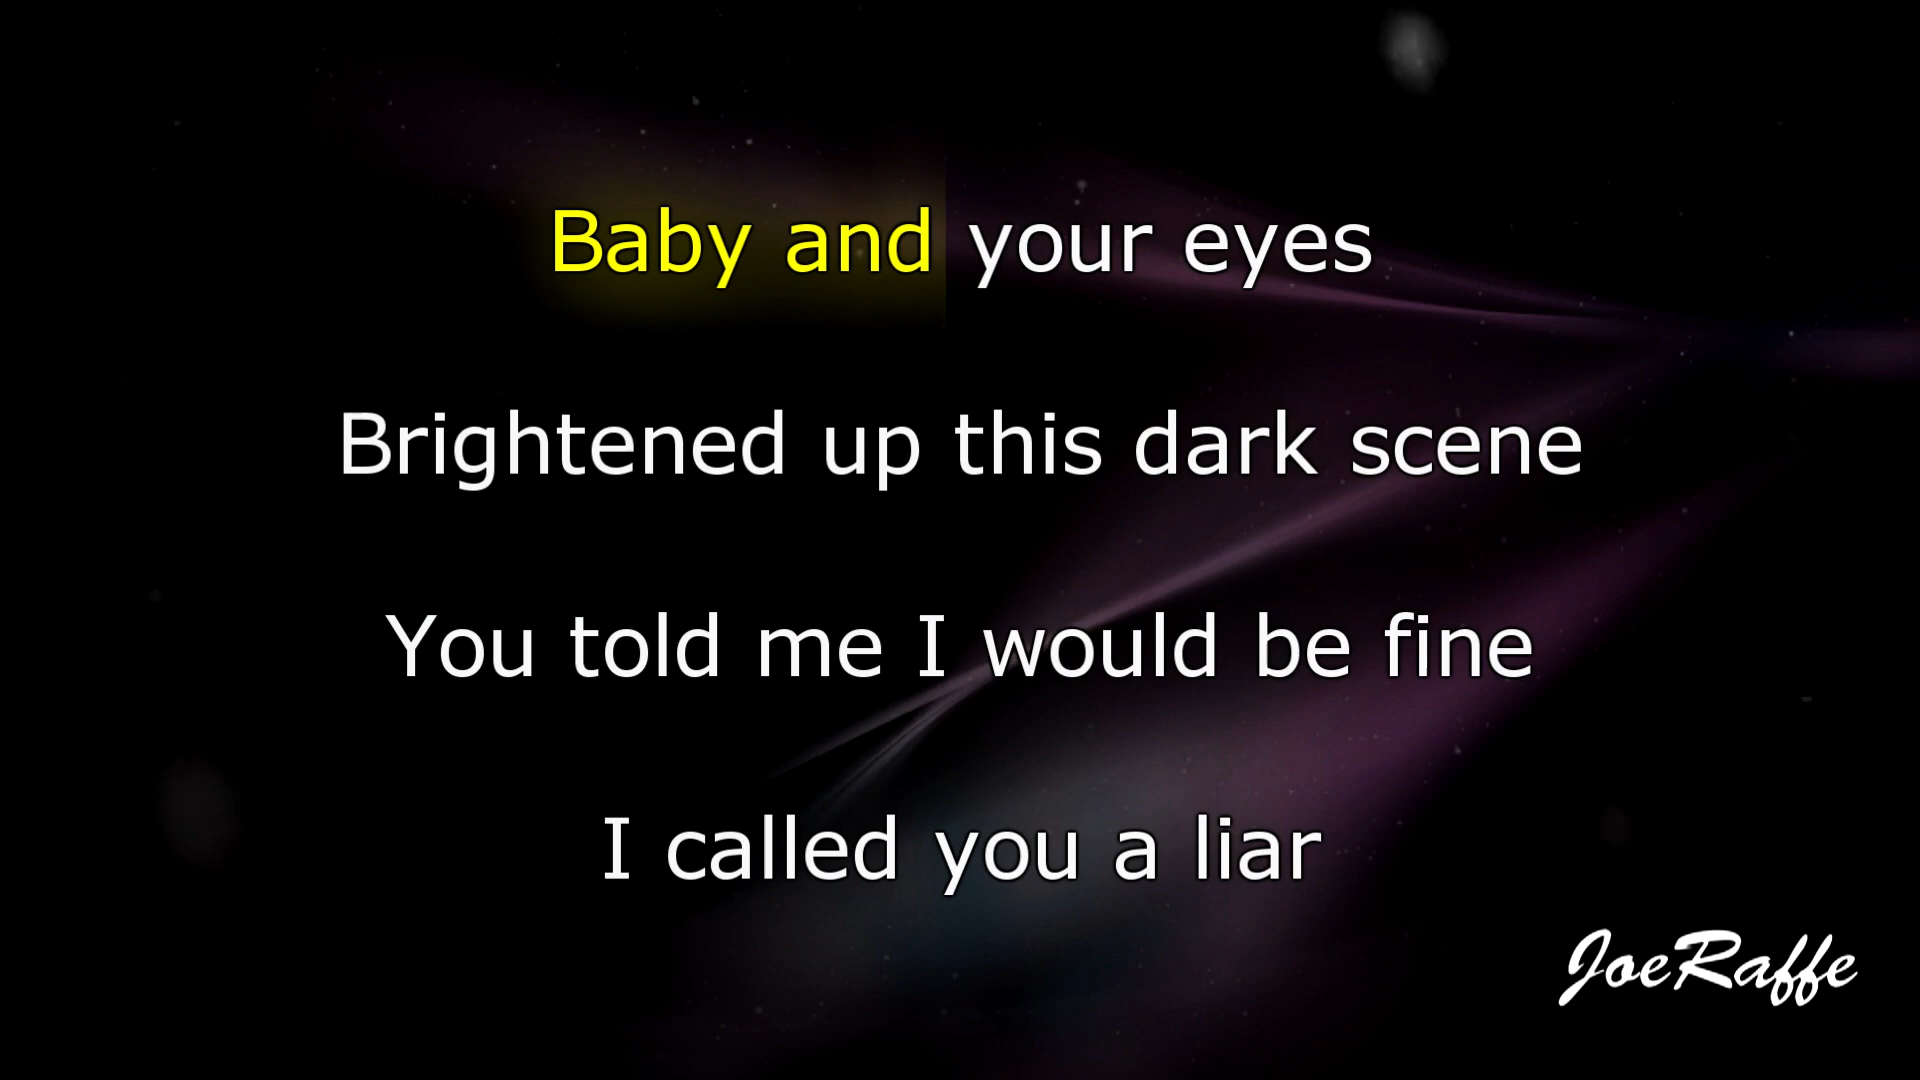 Baby and your eyes
Brightened up this dark scene
You told me I would be fine
I called you a liar
JoeRaffe